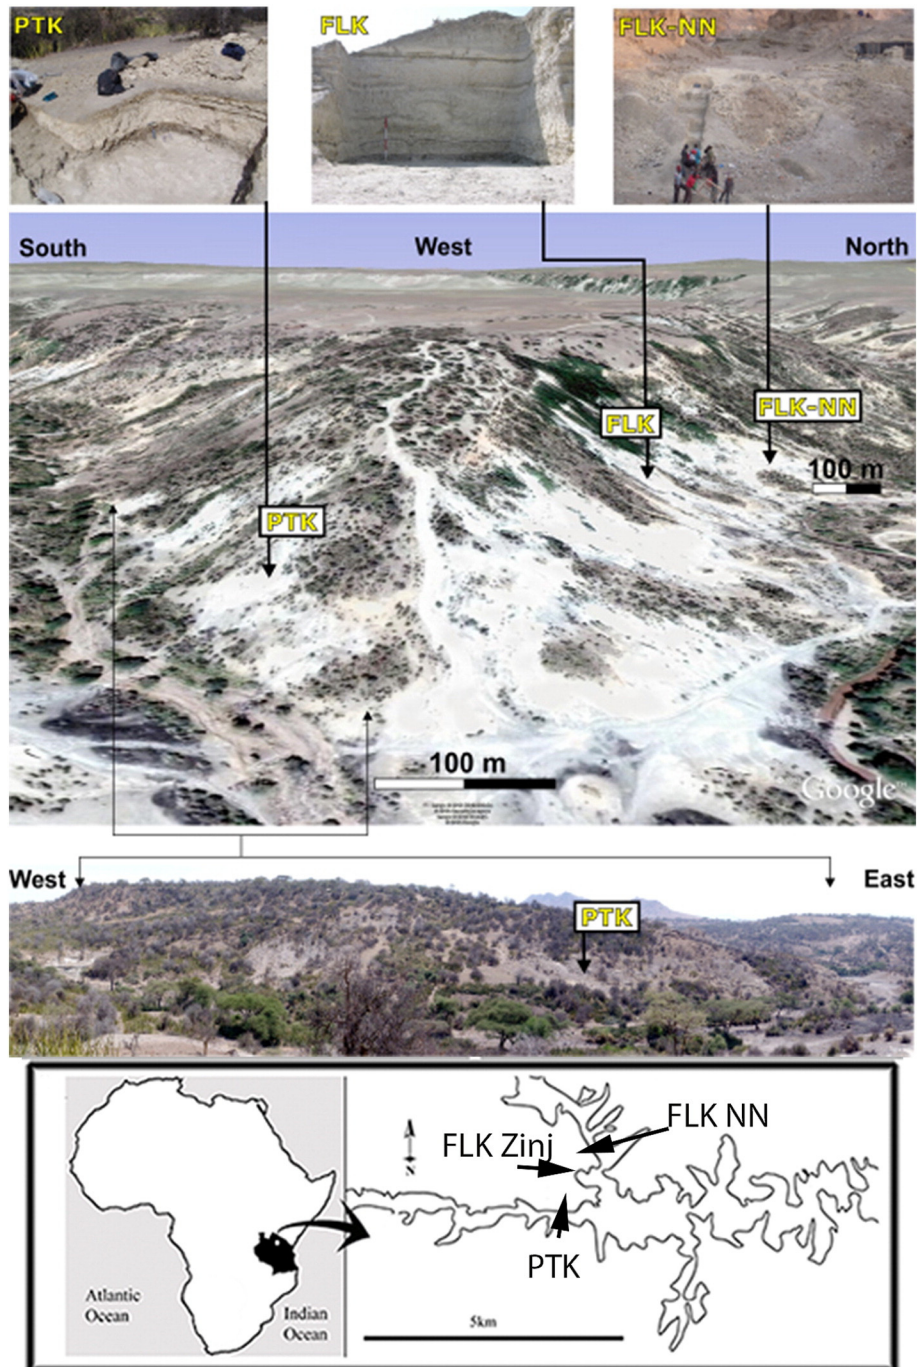 PTK
FLK
FLK-NN
South
West
North
FLK
FLK-NN
100 m
PTK
100 m
Google
West
East
PTK
FLK NN
FLK Zinj
N
PTK
Atlantic
Ocean
Indian
Ocean
5km